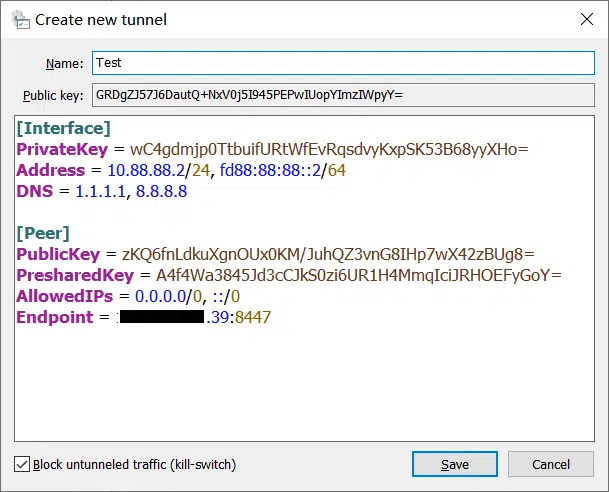 Create new tunnel
Name: Test
Public key: GRDgZJ57J6DautQ+NxV0j5I945PEPwIUopYImzIWpyY=
[Interface]
PrivateKey = wC4gdmjp0TtbuifURtWfEvRqsdvyKxpSK53B68yyXHo=
Address = 10.88.88.2/24, fd88:88:88::2/64
DNS = 1.1.1.1, 8.8.8.8
[Peer]
PublicKey = zKQ6fnLdkuXgnOUx0KM/JuhQZ3vnG8IHp7wX42zBUg8=
PresharedKey = A4f4Wa3845Jd3cCJkS0zi6UR1H4MmqIciJRHOEFyGoY=
AllowedIPs = 0.0.0.0/0, ::/0
Endpoint = .39:8447
Block untunneled traffic (kill-switch)
Save
Cancel